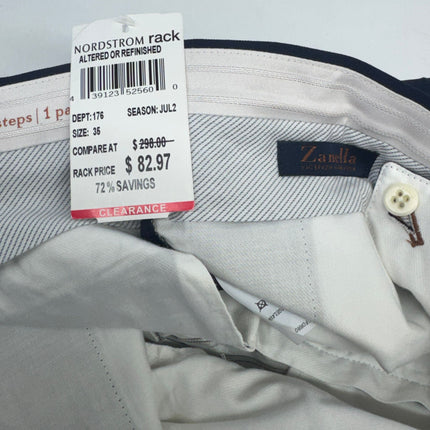 NORDSTROM rack
ALTERED OR REFINISHED
4 39123 52560 0
DEPT:176 SEASON:JUL2
SIZE: 35
COMPARE AT $ 298.00
RACK PRICE $ 82.97
72% SAVINGS
CLEARANCE
steps | 1 pa
Zanella